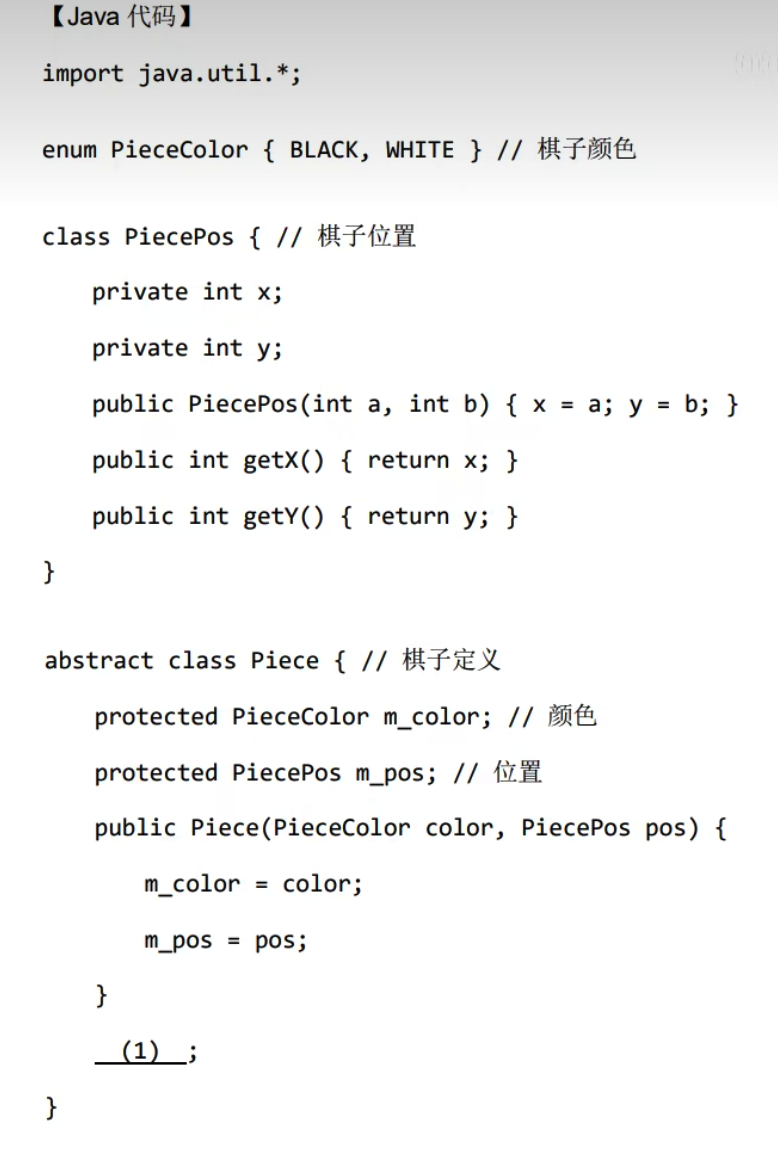 【Java 代码】
import java.util.*;
enum PieceColor { BLACK, WHITE } // 棋子颜色
class PiecePos { // 棋子位置
private int x;
private int y;
public PiecePos(int a, int b) { x = a; y = b; }
public int getX() { return x; }
public int getY() { return y; }
}
abstract class Piece { // 棋子定义
protected PieceColor m_color; // 颜色
protected PiecePos m_pos; // 位置
public Piece(PieceColor color, PiecePos pos) {
m_color = color;
m_pos = pos;
}
(1) ;
}